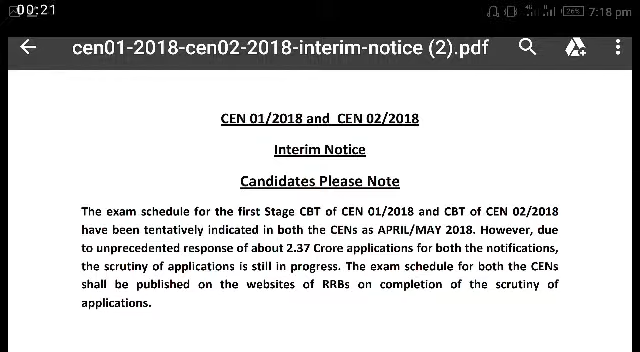 00:21
26% 7:18 pm
cen01-2018-cen02-2018-interim-notice (2).pdf
CEN 01/2018 and CEN 02/2018
Interim Notice
Candidates Please Note
The exam schedule for the first Stage CBT of CEN 01/2018 and CBT of CEN 02/2018
have been tentatively indicated in both the CENs as APRIL/MAY 2018. However, due
to unprecedented response of about 2.37 Crore applications for both the notifications,
the scrutiny of applications is still in progress. The exam schedule for both the CENs
shall be published on the websites of RRBs on completion of the scrutiny of
applications.